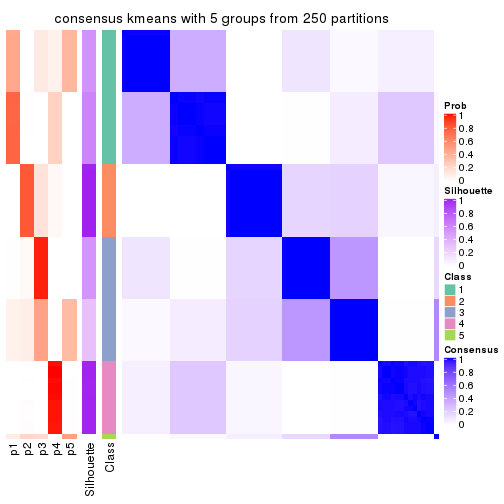 consensus kmeans with 5 groups from 250 partitions
Prob
1
0.8
0.6
0.4
0.2
0
Silhouette
1
0.8
0.6
0.4
0.2
0
Class
1
2
3
4
5
Consensus
1
0.8
0.6
0.4
0.2
0
p1
p2
p3
p4
p5
Silhouette
Class